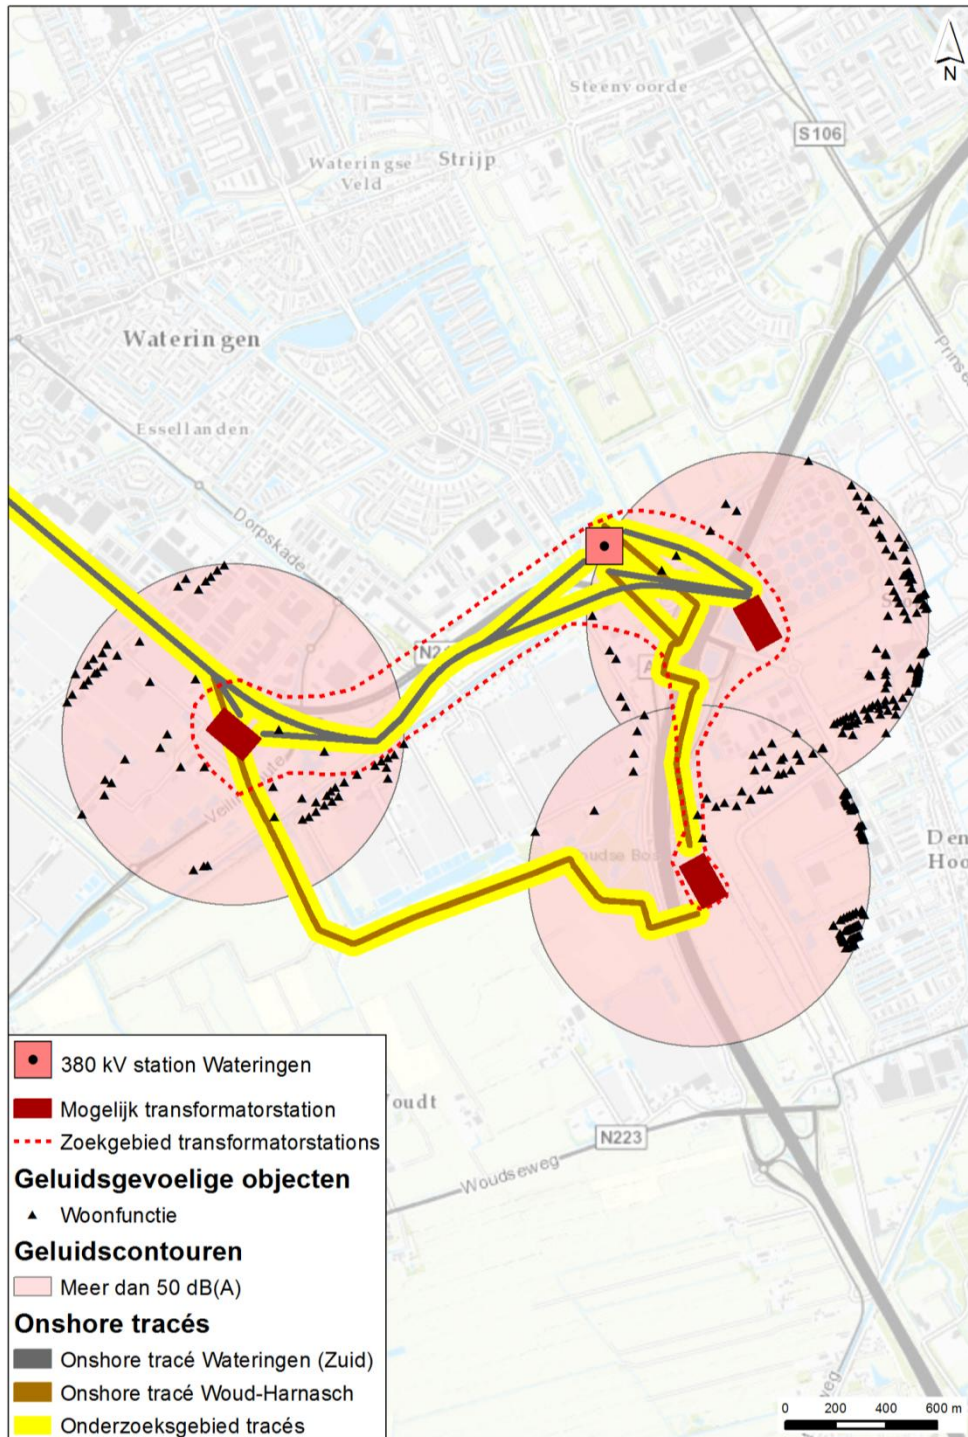 N
Steenvoorde
S106
Wateringse
Veld
Strijp
Wateringen
Essellanden
Dorpskade
Den
Hoo
N223
Woudseweg
380 kV station Wateringen
Mogelijk transformatorstation
Zoekgebied transformatorstations
Geluidsgevoelige objecten
Woonfunctie
Geluidscontouren
Meer dan 50 dB(A)
Onshore tracés
Onshore tracé Wateringen (Zuid)
Onshore tracé Woud-Harnasch
Onderzoeksgebied tracés
0 200 400 600 m